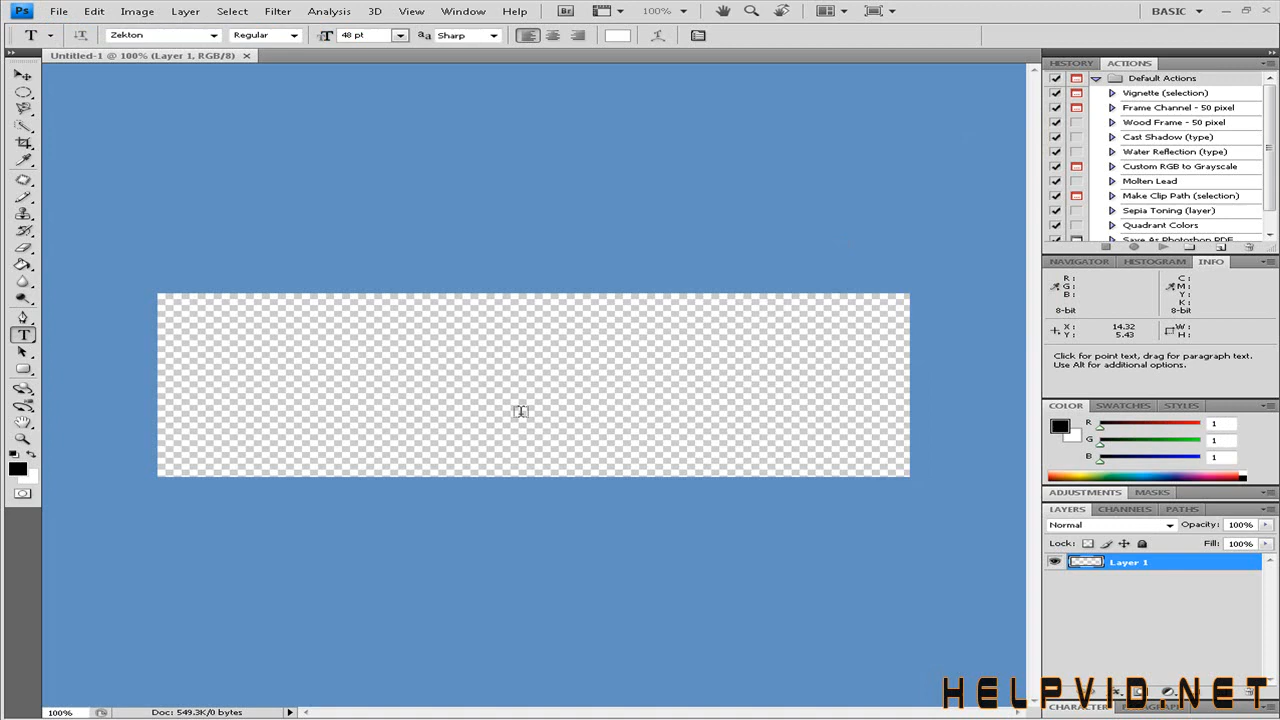 Ps File Edit Image Layer Select Filter Analysis 3D View Window Help Br 100% BASIC
T Zekton Regular T 48 pt aa Sharp
Untitled-1 @ 100% (Layer 1, RGB/8) ×
HISTORY ACTIONS
Default Actions
Vignette (selection)
Frame Channel - 50 pixel
Wood Frame - 50 pixel
Cast Shadow (type)
Water Reflection (type)
Custom RGB to Grayscale
Molten Lead
Make Clip Path (selection)
Sepia Toning (layer)
Quadrant Colors
Save As Photoshop PDF
NAVIGATOR HISTOGRAM INFO
R: C:
G: M:
B: Y:
K:
8-bit 8-bit
X: 14.32 W:
Y: 5.43 H:
Click for point text, drag for paragraph text.
Use Alt for additional options.
COLOR SWATCHES STYLES
R 1
G 1
B 1
ADJUSTMENTS MASKS
LAYERS CHANNELS PATHS
Normal Opacity: 100%
Lock: Fill: 100%
Layer 1
HELPVID.NET
CHARACTER PARAGRAPH
100% Doc: 549.3K/0 bytes